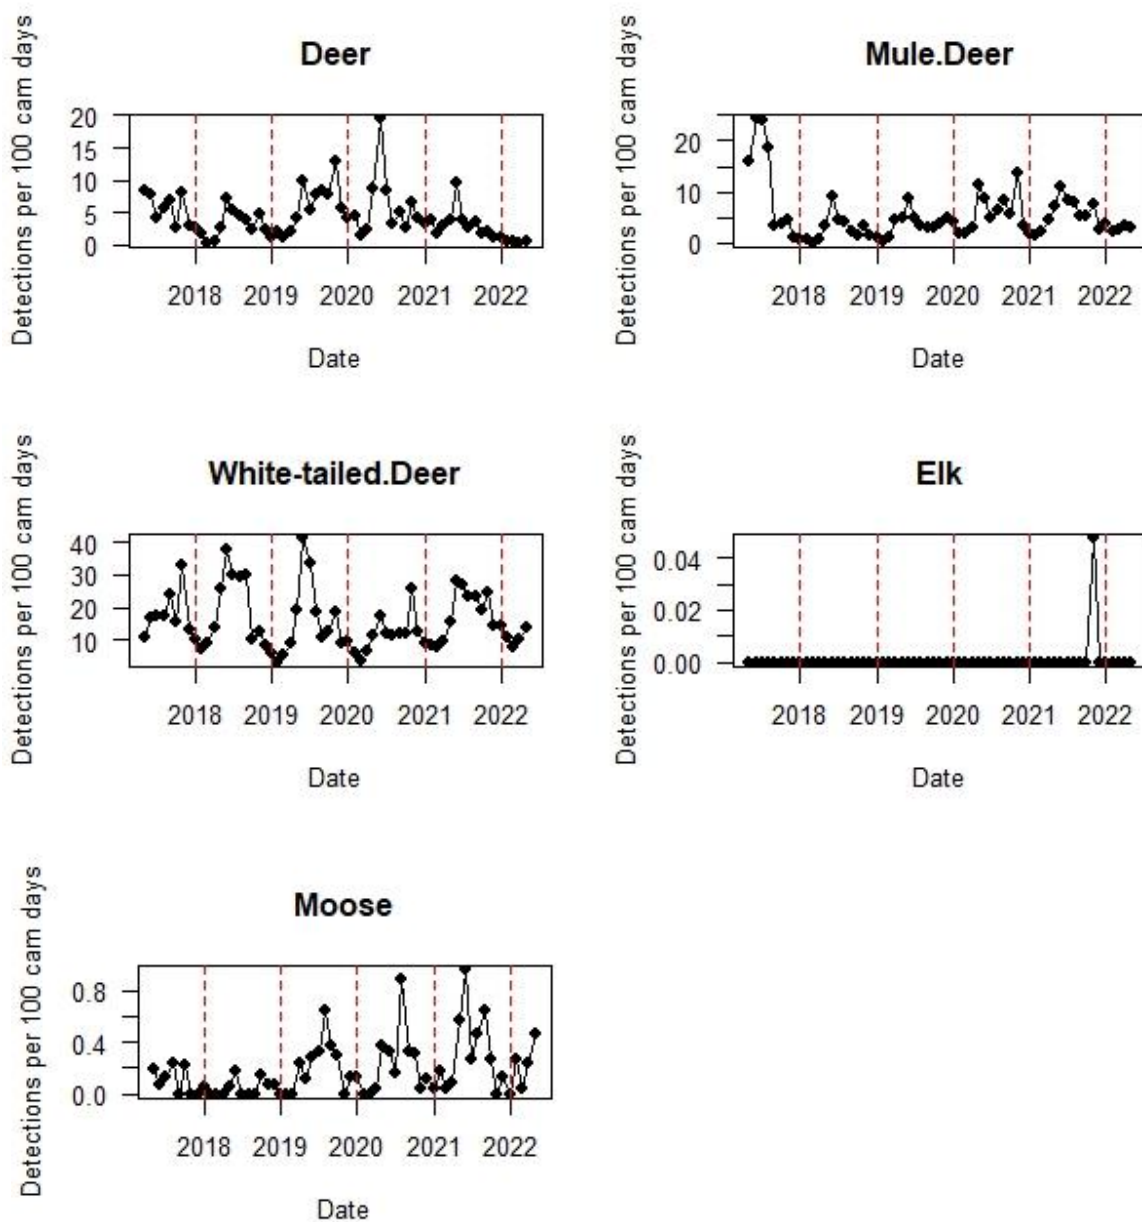 Deer
Detections per 100 cam days
20
15
10
5
0
2018 2019 2020 2021 2022
Date
Mule.Deer
Detections per 100 cam days
20
10
0
2018 2019 2020 2021 2022
Date
White-tailed.Deer
Detections per 100 cam days
40
30
20
10
2018 2019 2020 2021 2022
Date
Elk
Detections per 100 cam days
0.04
0.02
0.00
2018 2019 2020 2021 2022
Date
Moose
Detections per 100 cam days
0.8
0.4
0.0
2018 2019 2020 2021 2022
Date